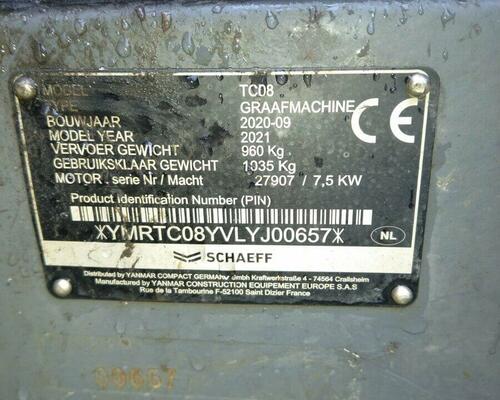 MODEL TC08
TYPE GRAAFMACHINE
BOUWJAAR 2020-09
MODEL YEAR 2021
VERVOER GEWICHT 960 Kg
GEBRUIKSKLAAR GEWICHT 1035 Kg
MOTOR. serie Nr / Macht 27907 / 7,5 KW
CE
Product Identification Number (PIN)
*YMRTC08YVLYJ00657*
NL
SCHAEFF
Distributed by YANMAR COMPACT GERMANY Gmbh Kraftwerkstraße 4 - 74564 Crailsheim
Manufactured by YANMAR CONSTRUCTION EQUIPEMENT EUROPE S.A.S
Rue de la Tambourine F-52100 Saint Dizier France
00657